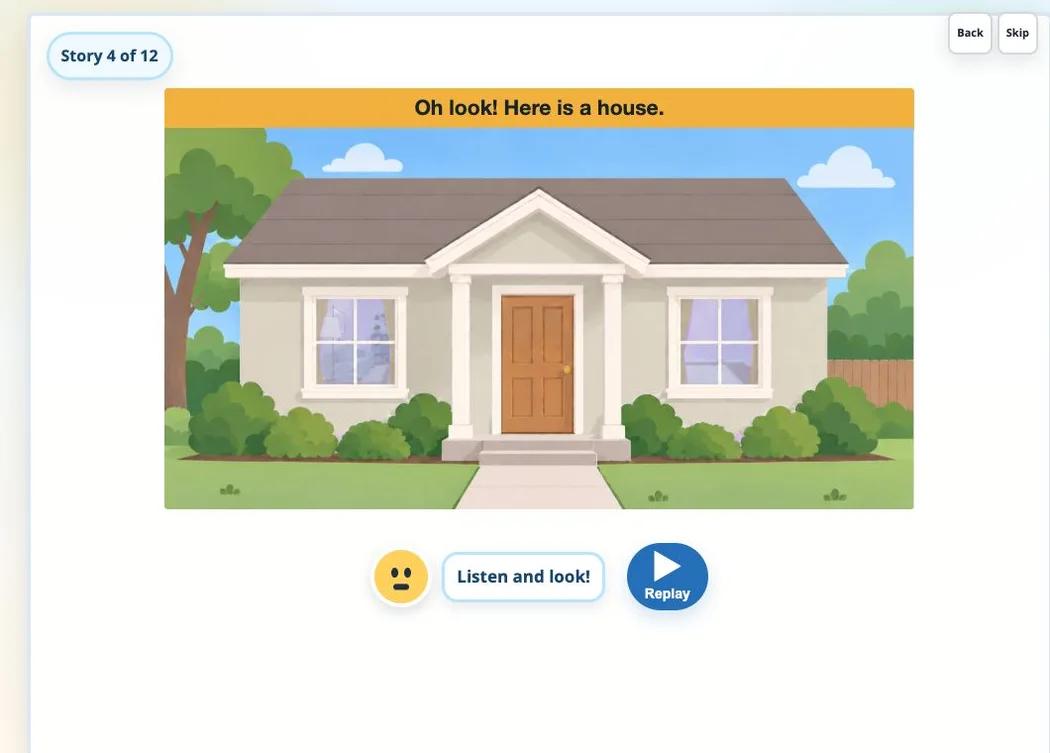 Back
Skip
Story 4 of 12
Oh look! Here is a house.
Listen and look!
Replay